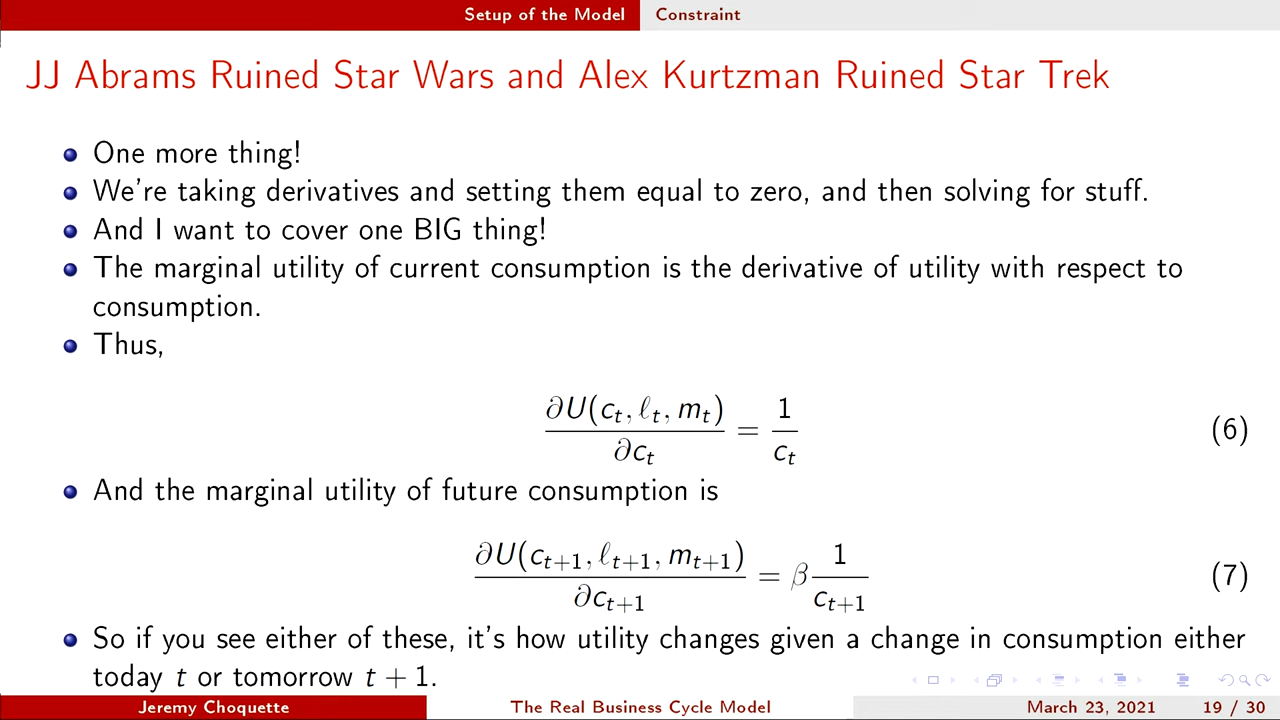 Setup of the Model Constraint
JJ Abrams Ruined Star Wars and Alex Kurtzman Ruined Star Trek
One more thing!
We're taking derivatives and setting them equal to zero, and then solving for stuff.
And I want to cover one BIG thing!
The marginal utility of current consumption is the derivative of utility with respect to
consumption.
Thus,
∂U(c_t, ℓ_t, m_t)/∂c_t = 1/c_t (6)
And the marginal utility of future consumption is
∂U(c_{t+1}, ℓ_{t+1}, m_{t+1})/∂c_{t+1} = β 1/c_{t+1} (7)
So if you see either of these, it's how utility changes given a change in consumption either
today t or tomorrow t + 1.
Jeremy Choquette The Real Business Cycle Model March 23, 2021 19 / 30